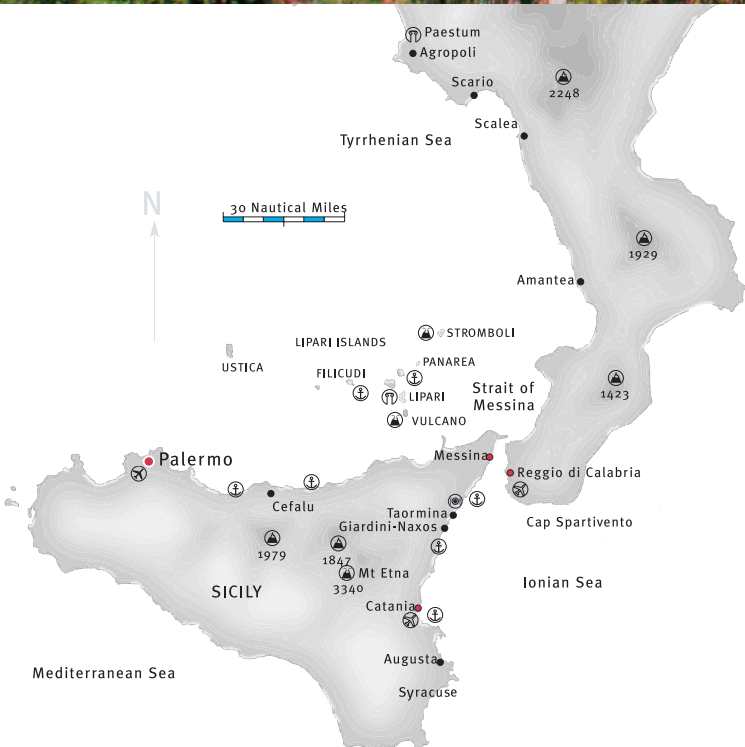 Paestum
Agropoli
2248
Scario
Scalea
Tyrrhenian Sea
N
30 Nautical Miles
1929
Amantea
STROMBOLI
LIPARI ISLANDS
USTICA
PANAREA
FILICUDI
LIPARI
Strait of
Messina
1423
VULCANO
Messina
Palermo
Reggio di Calabria
Cefalu
Taormina
Giardini-Naxos
Cap Spartivento
1979
1847
Mt Etna
3340
SICILY
Ionian Sea
Catania
Augusta
Mediterranean Sea
Syracuse